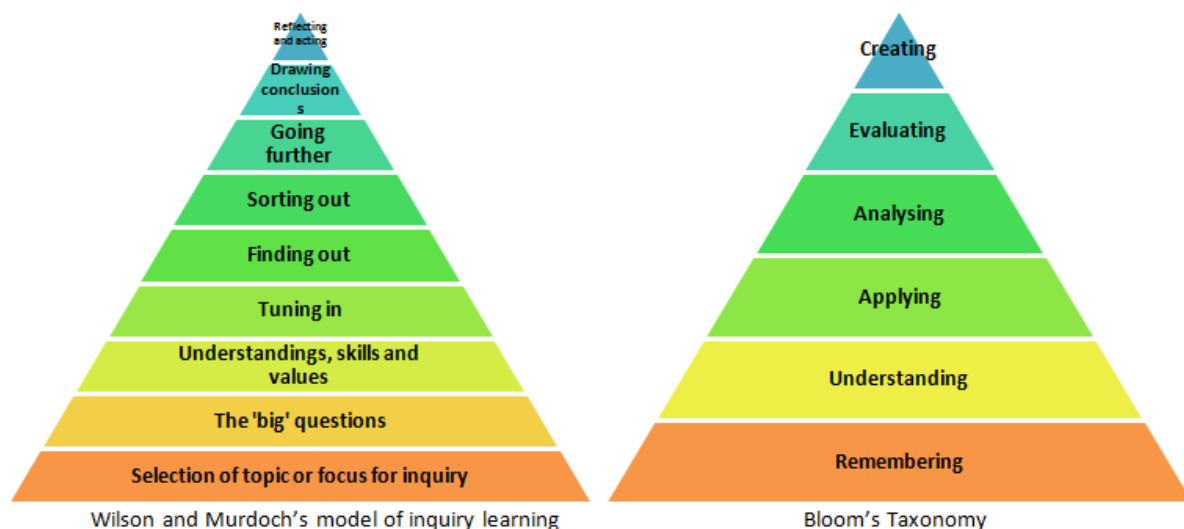 Reflecting
and acting
Drawing
conclusion
s
Going
further
Sorting out
Finding out
Tuning in
Understandings, skills and
values
The 'big' questions
Selection of topic or focus for inquiry
Wilson and Murdoch's model of inquiry learning
Creating
Evaluating
Analysing
Applying
Understanding
Remembering
Bloom's Taxonomy